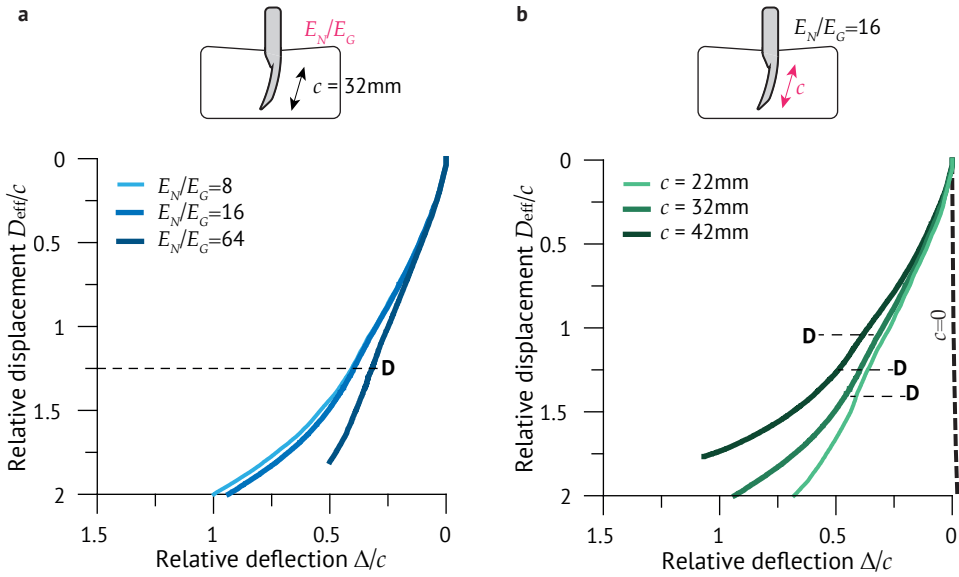 a
E_N/E_G
c = 32mm
Relative displacement D_eff/c
0
0.5
1
1.5
2
E_N/E_G=8
E_N/E_G=16
E_N/E_G=64
D
1.5
1
0.5
0
Relative deflection Δ/c
b
E_N/E_G=16
c
Relative displacement D_eff/c
0
0.5
1
1.5
2
c = 22mm
c = 32mm
c = 42mm
c=0
D
D
D
1.5
1
0.5
0
Relative deflection Δ/c